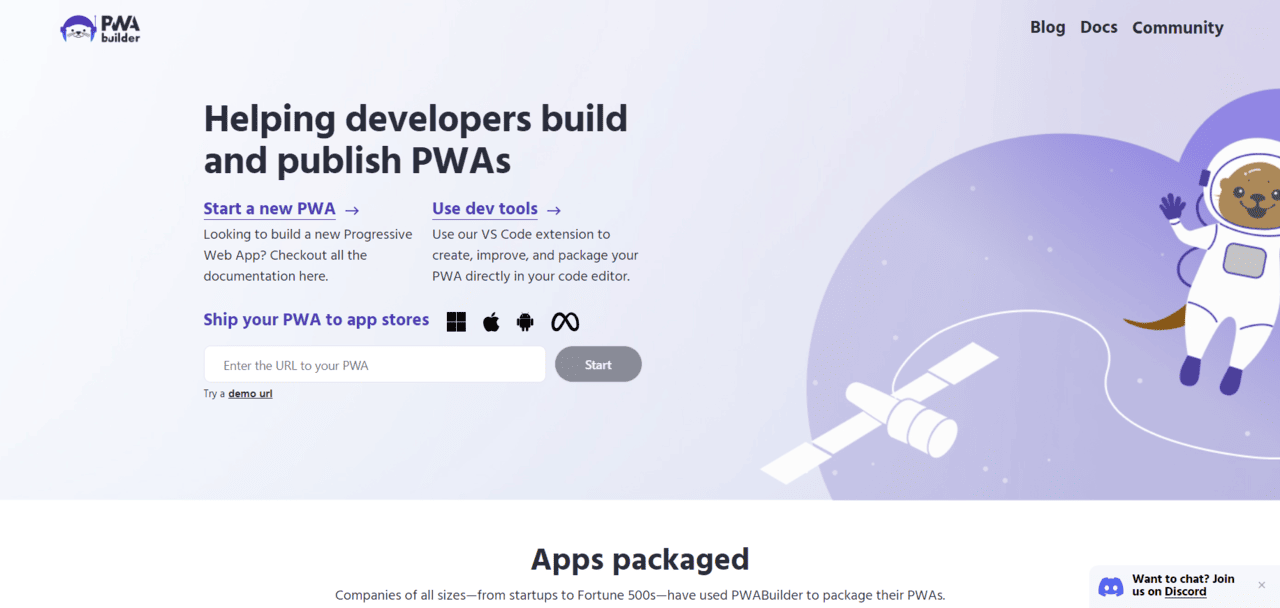 PWA
builder
Blog
Docs
Community
Helping developers build
and publish PWAs
Start a new PWA →
Looking to build a new Progressive
Web App? Checkout all the
documentation here.
Use dev tools →
Use our VS Code extension to
create, improve, and package your
PWA directly in your code editor.
Ship your PWA to app stores
Enter the URL to your PWA
Start
Try a demo url
Apps packaged
Companies of all sizes—from startups to Fortune 500s—have used PWABuilder to package their PWAs.
Want to chat? Join
us on Discord
×